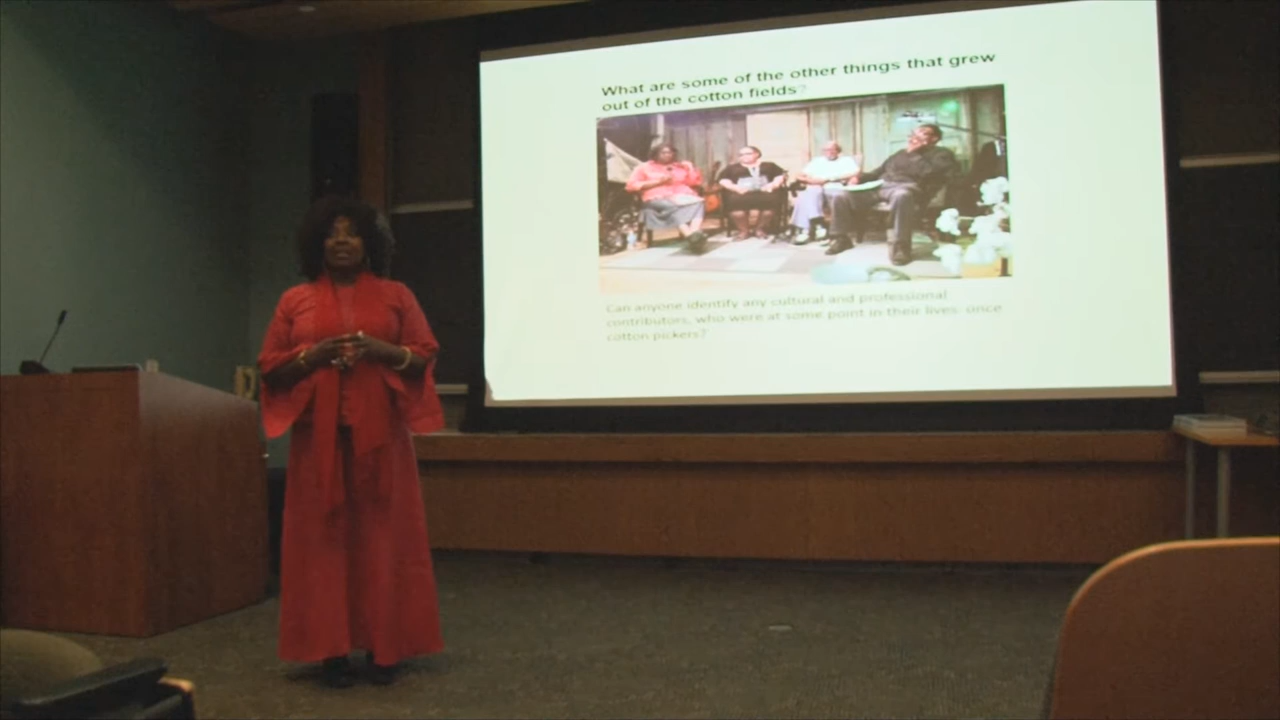 What are some of the other things that grew
out of the cotton fields?
Can anyone identify any cultural and professional
contributors, who were at some point in their lives, once
cotton pickers?